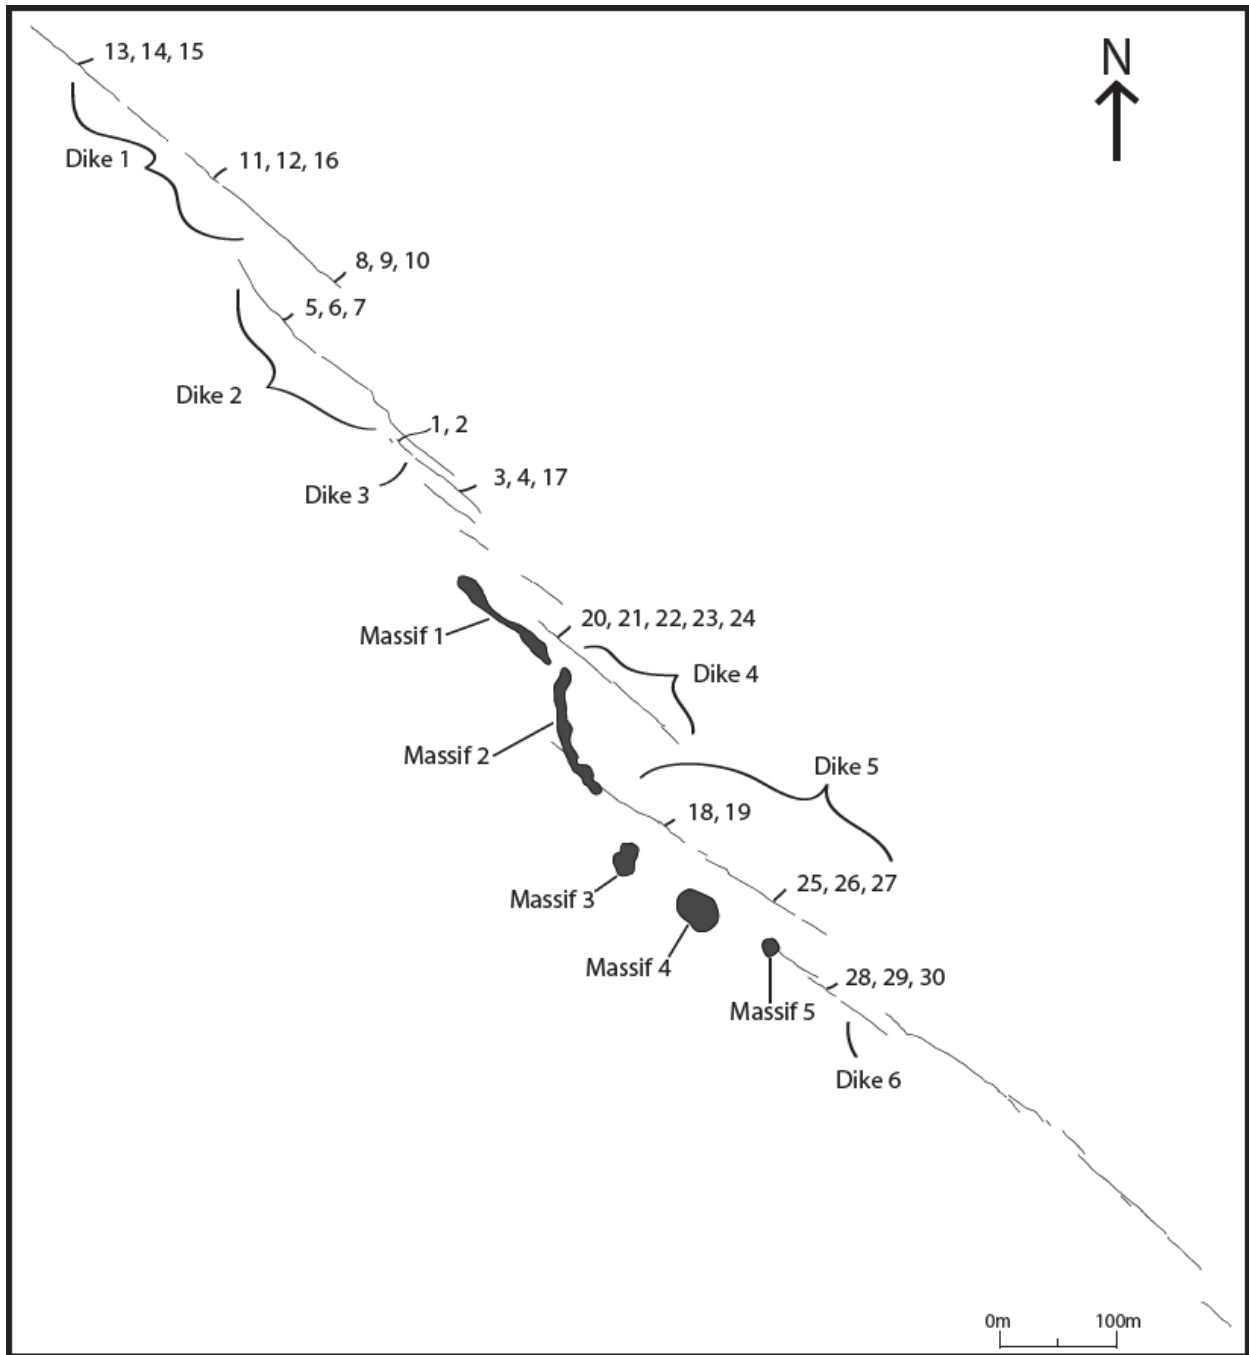 N
13, 14, 15
Dike 1
11, 12, 16
8, 9, 10
5, 6, 7
Dike 2
1, 2
3, 4, 17
Dike 3
20, 21, 22, 23, 24
Massif 1
Dike 4
Massif 2
Dike 5
18, 19
25, 26, 27
Massif 3
Massif 4
28, 29, 30
Massif 5
Dike 6
0m 100m